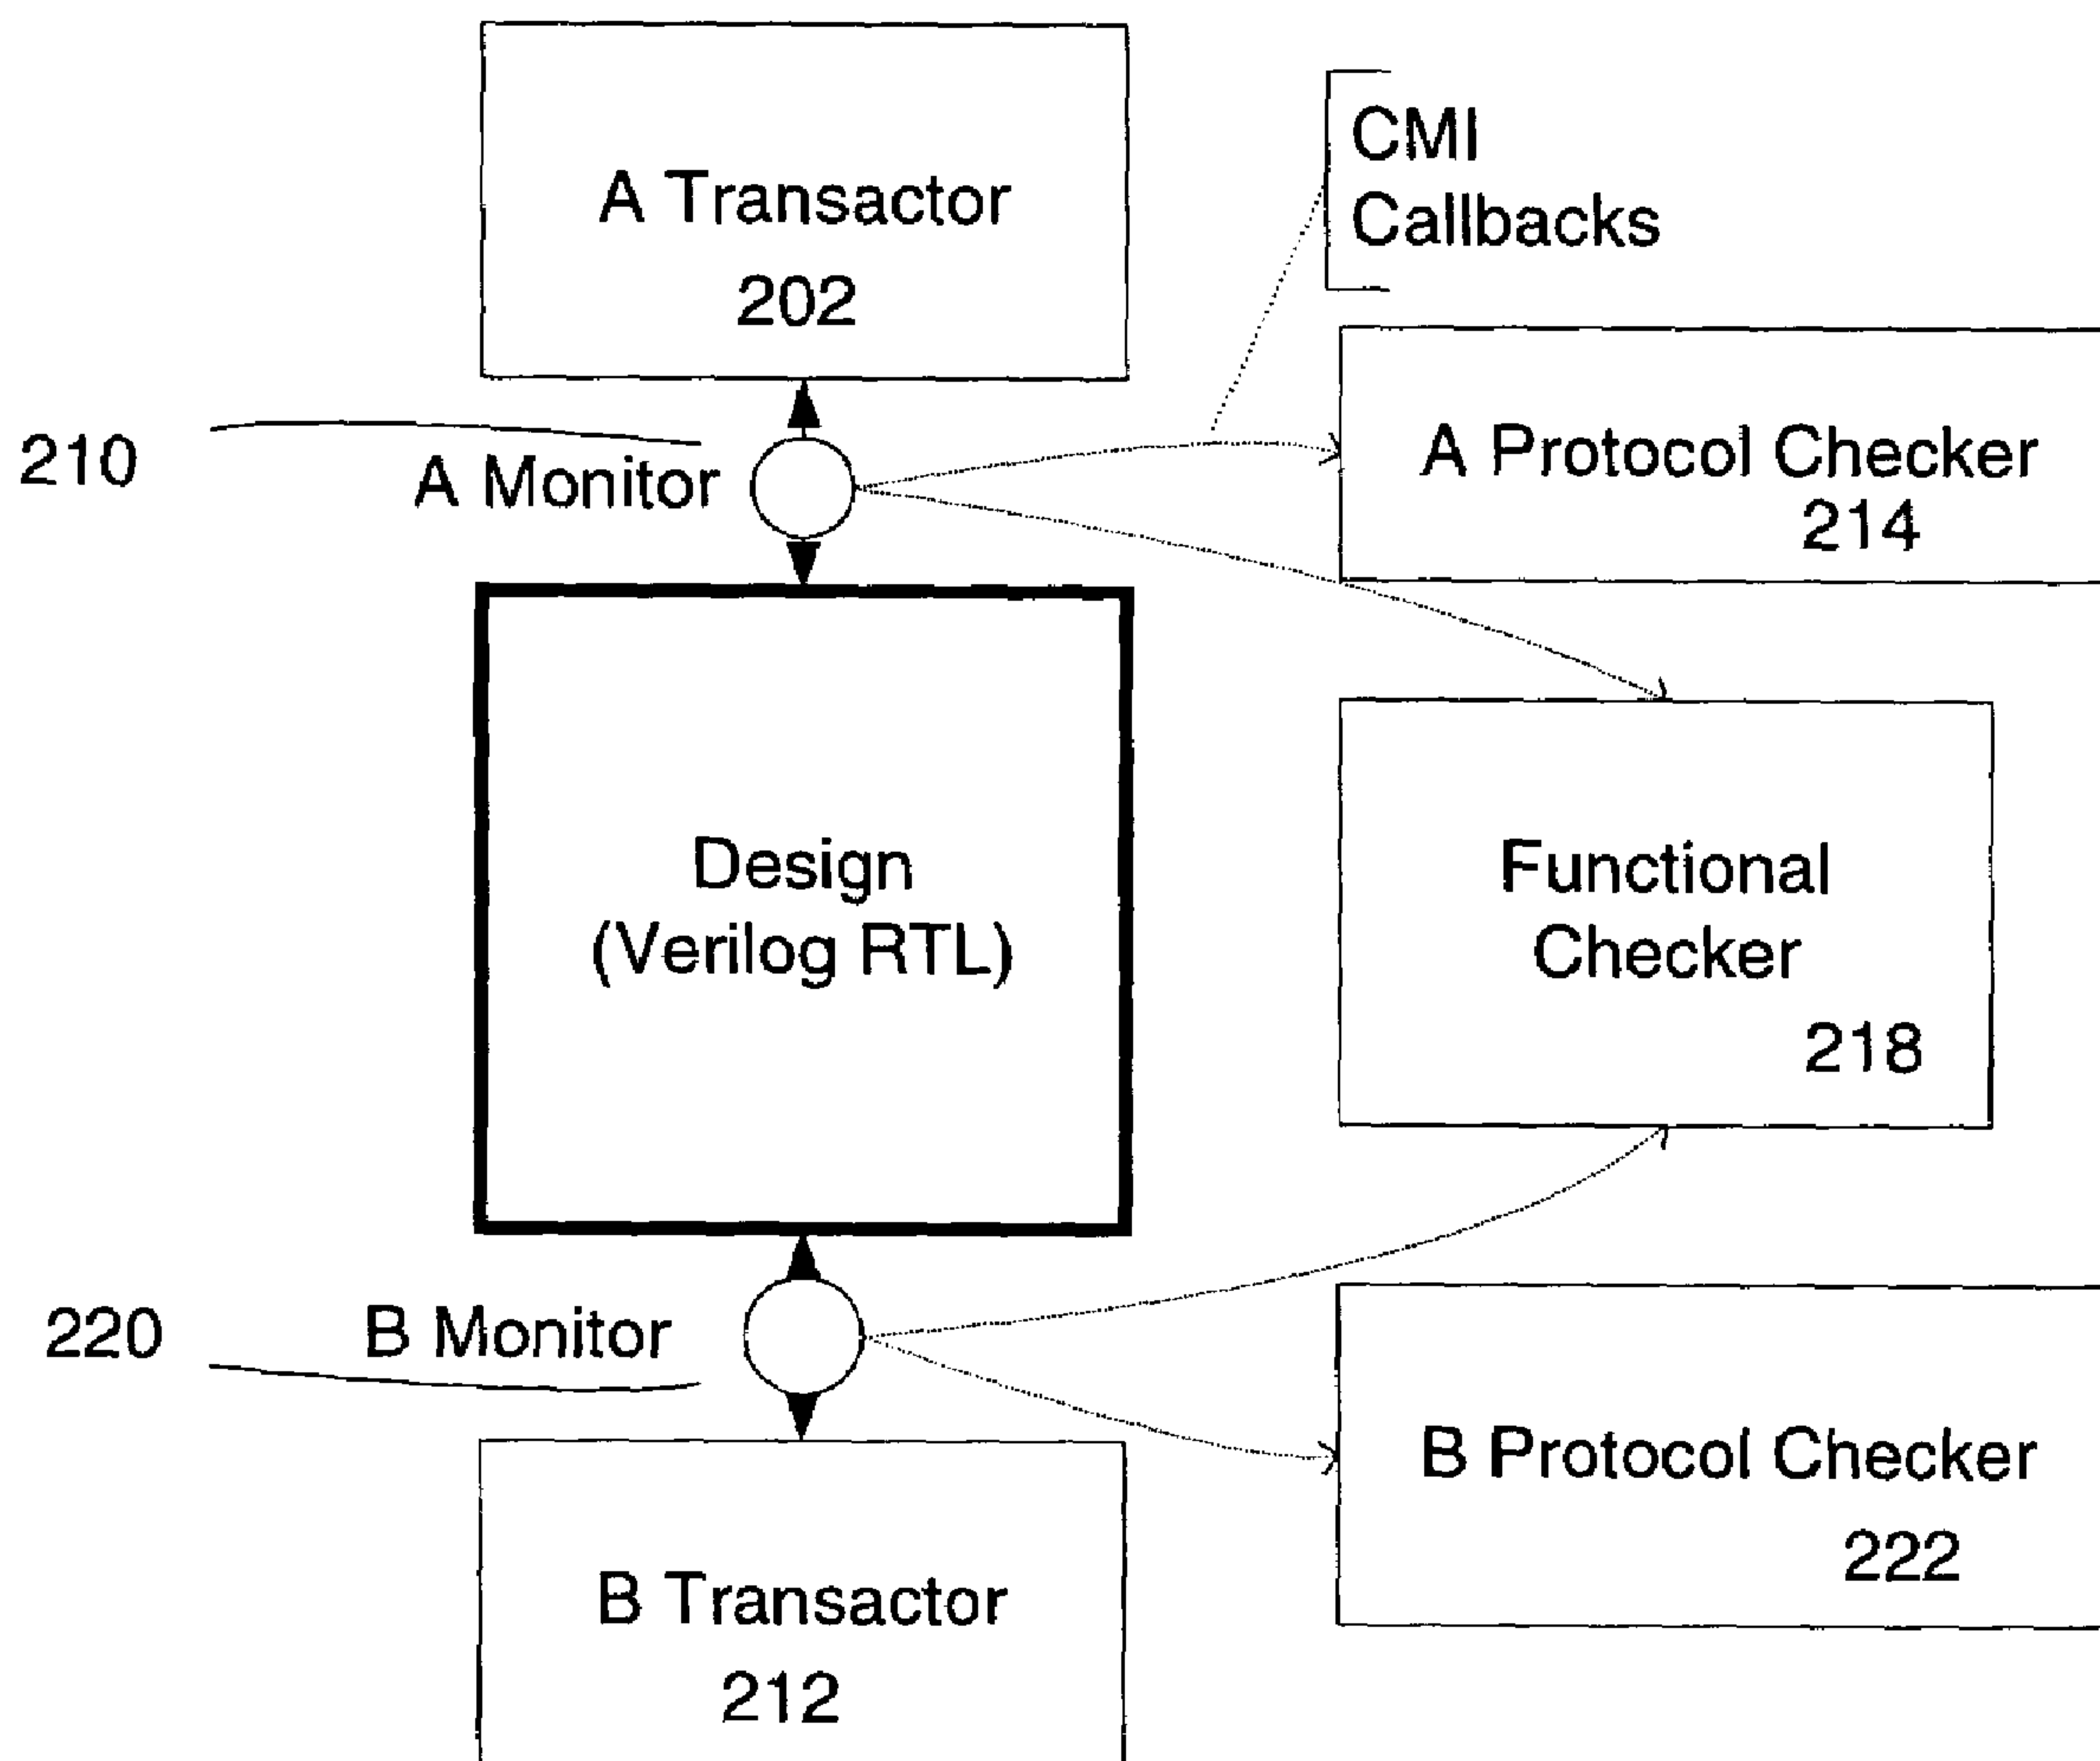 A Transactor
202
CMI
Callbacks
210
A Monitor
A Protocol Checker
214
Design
(Verilog RTL)
Functional
Checker
218
220
B Monitor
B Protocol Checker
222
B Transactor
212